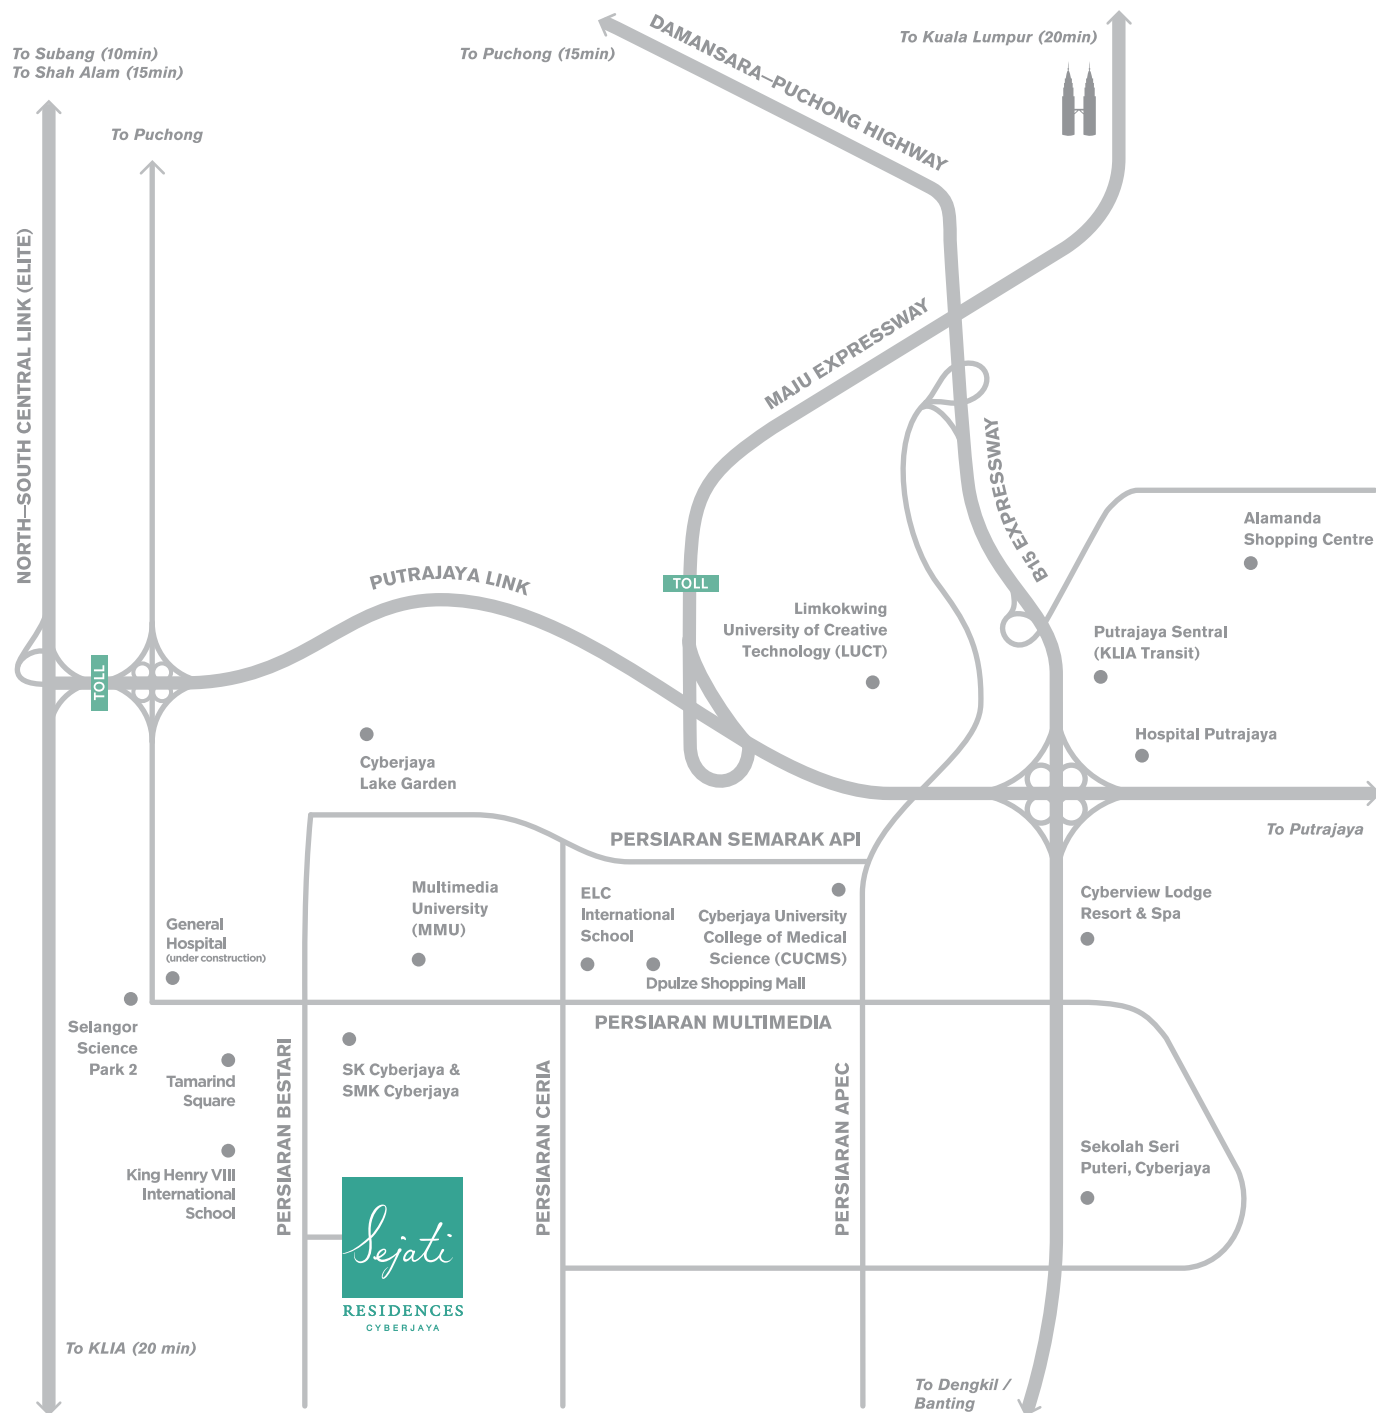 To Subang (10min)
To Shah Alam (15min)
To Puchong (15min)
DAMANSARA–PUCHONG HIGHWAY
To Kuala Lumpur (20min)
To Puchong
NORTH–SOUTH CENTRAL LINK (ELITE)
MAJU EXPRESSWAY
B15 EXPRESSWAY
Alamanda
Shopping Centre
PUTRAJAYA LINK
TOLL
TOLL
Limkokwing
University of Creative
Technology (LUCT)
Putrajaya Sentral
(KLIA Transit)
Hospital Putrajaya
Cyberjaya
Lake Garden
To Putrajaya
PERSIARAN SEMARAK API
Multimedia
University
(MMU)
ELC
International
School
Cyberjaya University
College of Medical
Science (CUCMS)
Dpulze Shopping Mall
Cyberview Lodge
Resort & Spa
General
Hospital
(under construction)
PERSIARAN MULTIMEDIA
Selangor
Science
Park 2
Tamarind
Square
SK Cyberjaya &
SMK Cyberjaya
PERSIARAN BESTARI
PERSIARAN CERIA
PERSIARAN APEC
King Henry VIII
International
School
Sekolah Seri
Puteri, Cyberjaya
Sejati
RESIDENCES
CYBERJAYA
To KLIA (20 min)
To Dengkil /
Banting